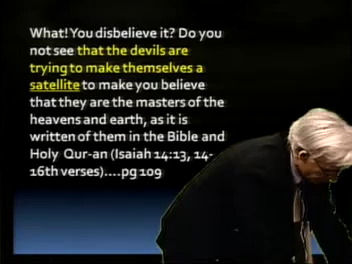 What! You disbelieve it? Do you
not see that the devils are
trying to make themselves a
satellite to make you believe
that they are the masters of the
heavens and earth, as it is
written of them in the Bible and
Holy Qur-an (Isaiah 14:13, 14-
16th verses)....pg 109